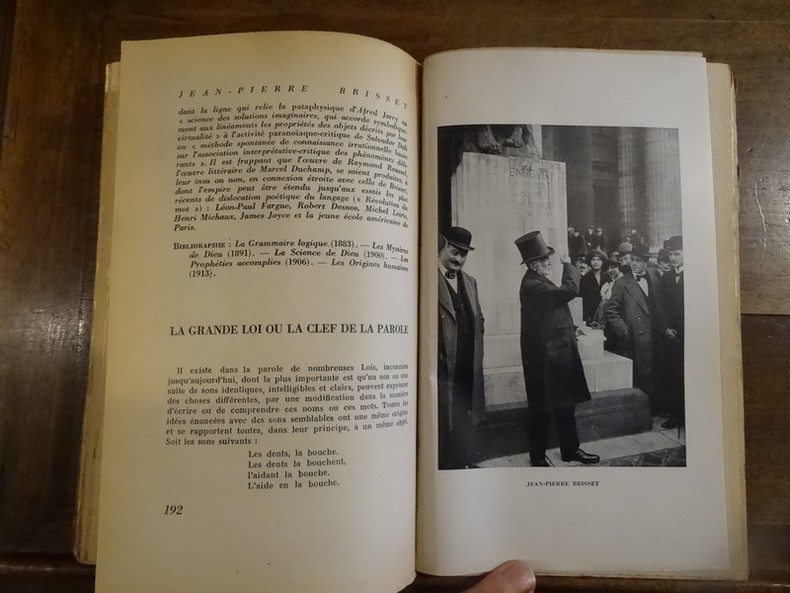 JEAN-PIERRE BRISSET
dans la ligne qui relie la pataphysique d'Alfred Jarry ou
« science des solutions imaginaires, qui accorde symbolique-
ment aux linéaments les propriétés des objets décrits par leur
virtualité » à l'activité paranoïaque-critique de Salvador Dali
ou « méthode spontanée de connaissance irrationnelle basée
sur l'association interprétative-critique des phénomènes déli-
rants ». Il est frappant que l'œuvre de Raymond Roussel,
l'œuvre littéraire de Marcel Duchamp, se soient produites, à
leur insu ou non, en connexion étroite avec celle de Brisset,
dont l'empire peut être étendu jusqu'aux essais les plus
récents de dislocation poétique du langage (« Révolution du
mot ») : Léon-Paul Fargue, Robert Desnos, Michel Leiris,
Henri Michaux, James Joyce et la jeune école américaine de
Paris.
BIBLIOGRAPHIE : La Grammaire logique.(1883). — Les Mystères
de Dieu (1891). — La Science de Dieu (1900). — Les
Prophéties accomplies (1906). — Les Origines humaines
(1913).
LA GRANDE LOI OU LA CLEF DE LA PAROLE
Il existe dans la parole de nombreuses Lois, inconnues
jusqu'aujourd'hui, dont la plus importante est qu'un son ou une
suite de sons identiques, intelligibles et clairs, peuvent exprimer
des choses différentes, par une modification dans la manière
d'écrire ou de comprendre ces noms ou ces mots. Toutes les
idées énoncées avec des sons semblables ont une même origine
et se rapportent toutes, dans leur principe, à un même objet.
Soit les sons suivants :
Les dents, la bouche.
Les dents la bouchent,
l'aidant la bouche.
L'aide en la bouche.
192
JEAN-PIERRE BRISSET